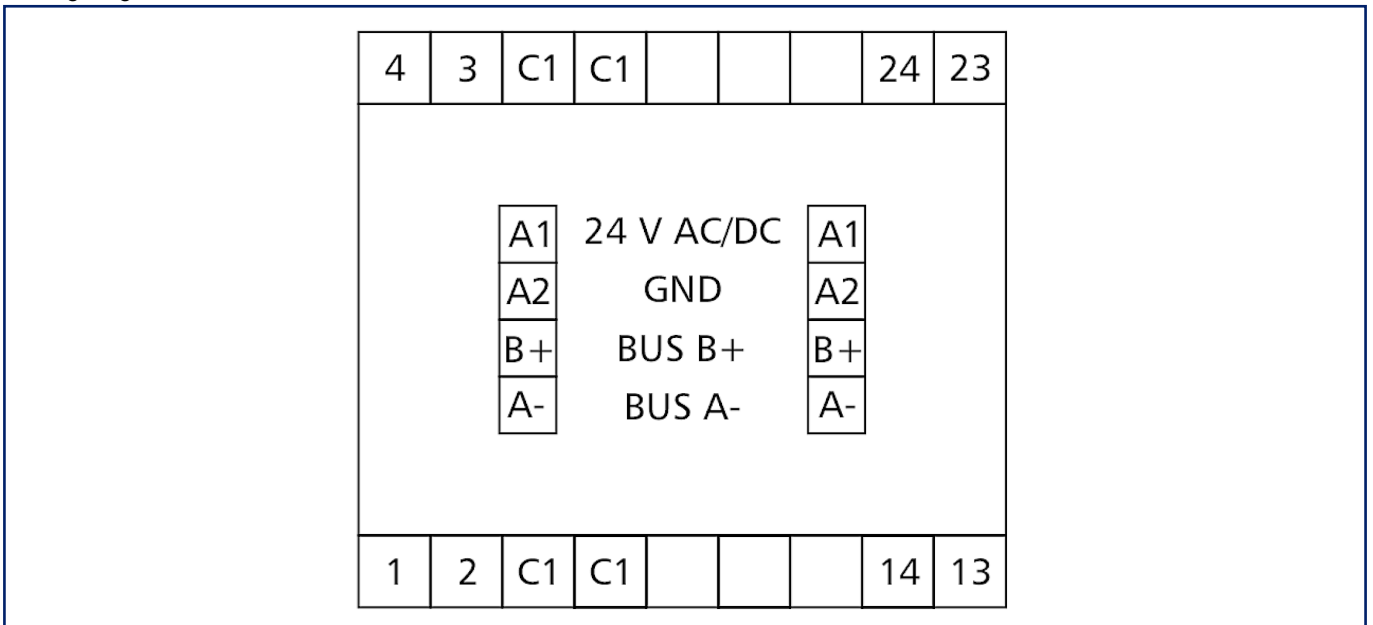 4 3 C1 C1 24 23
A1 24 V AC/DC A1
A2 GND A2
B+ BUS B+ B+
A- BUS A- A-
1 2 C1 C1 14 13